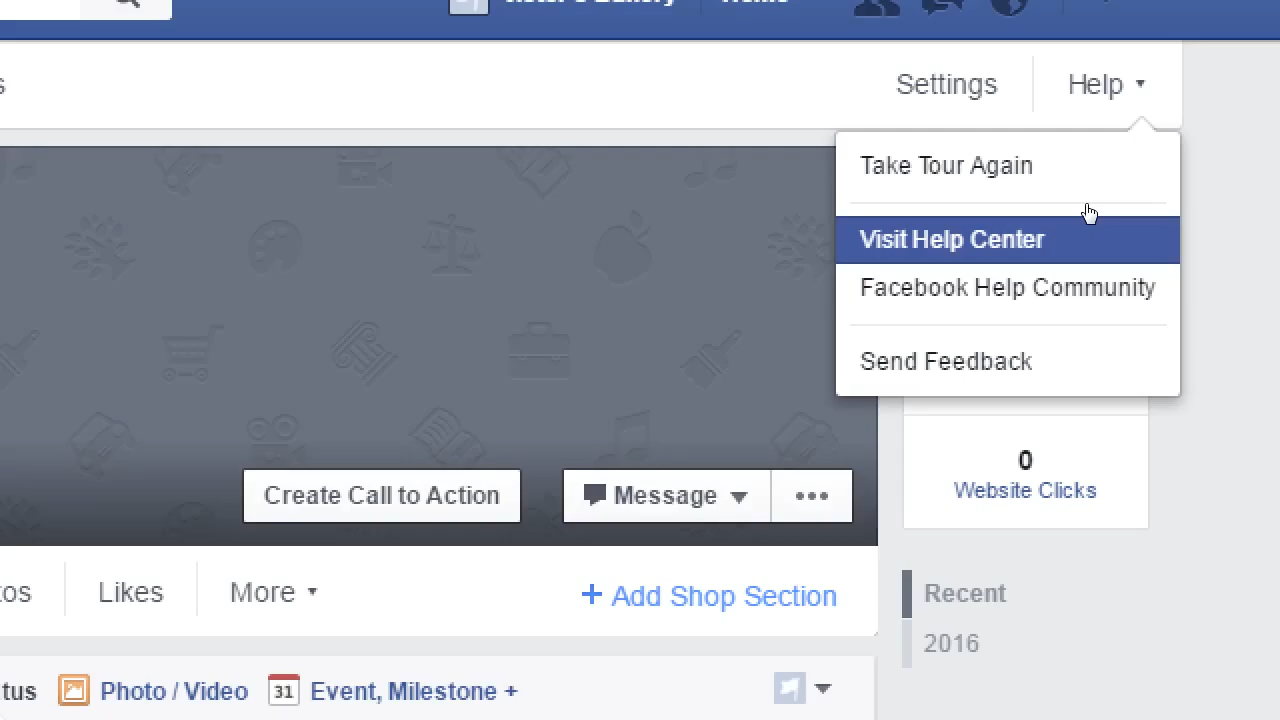 Settings
Help
Take Tour Again
Visit Help Center
Facebook Help Community
Send Feedback
0
Website Clicks
Create Call to Action
Message
Likes
More
+ Add Shop Section
Recent
2016
Photo / Video
31
Event, Milestone +